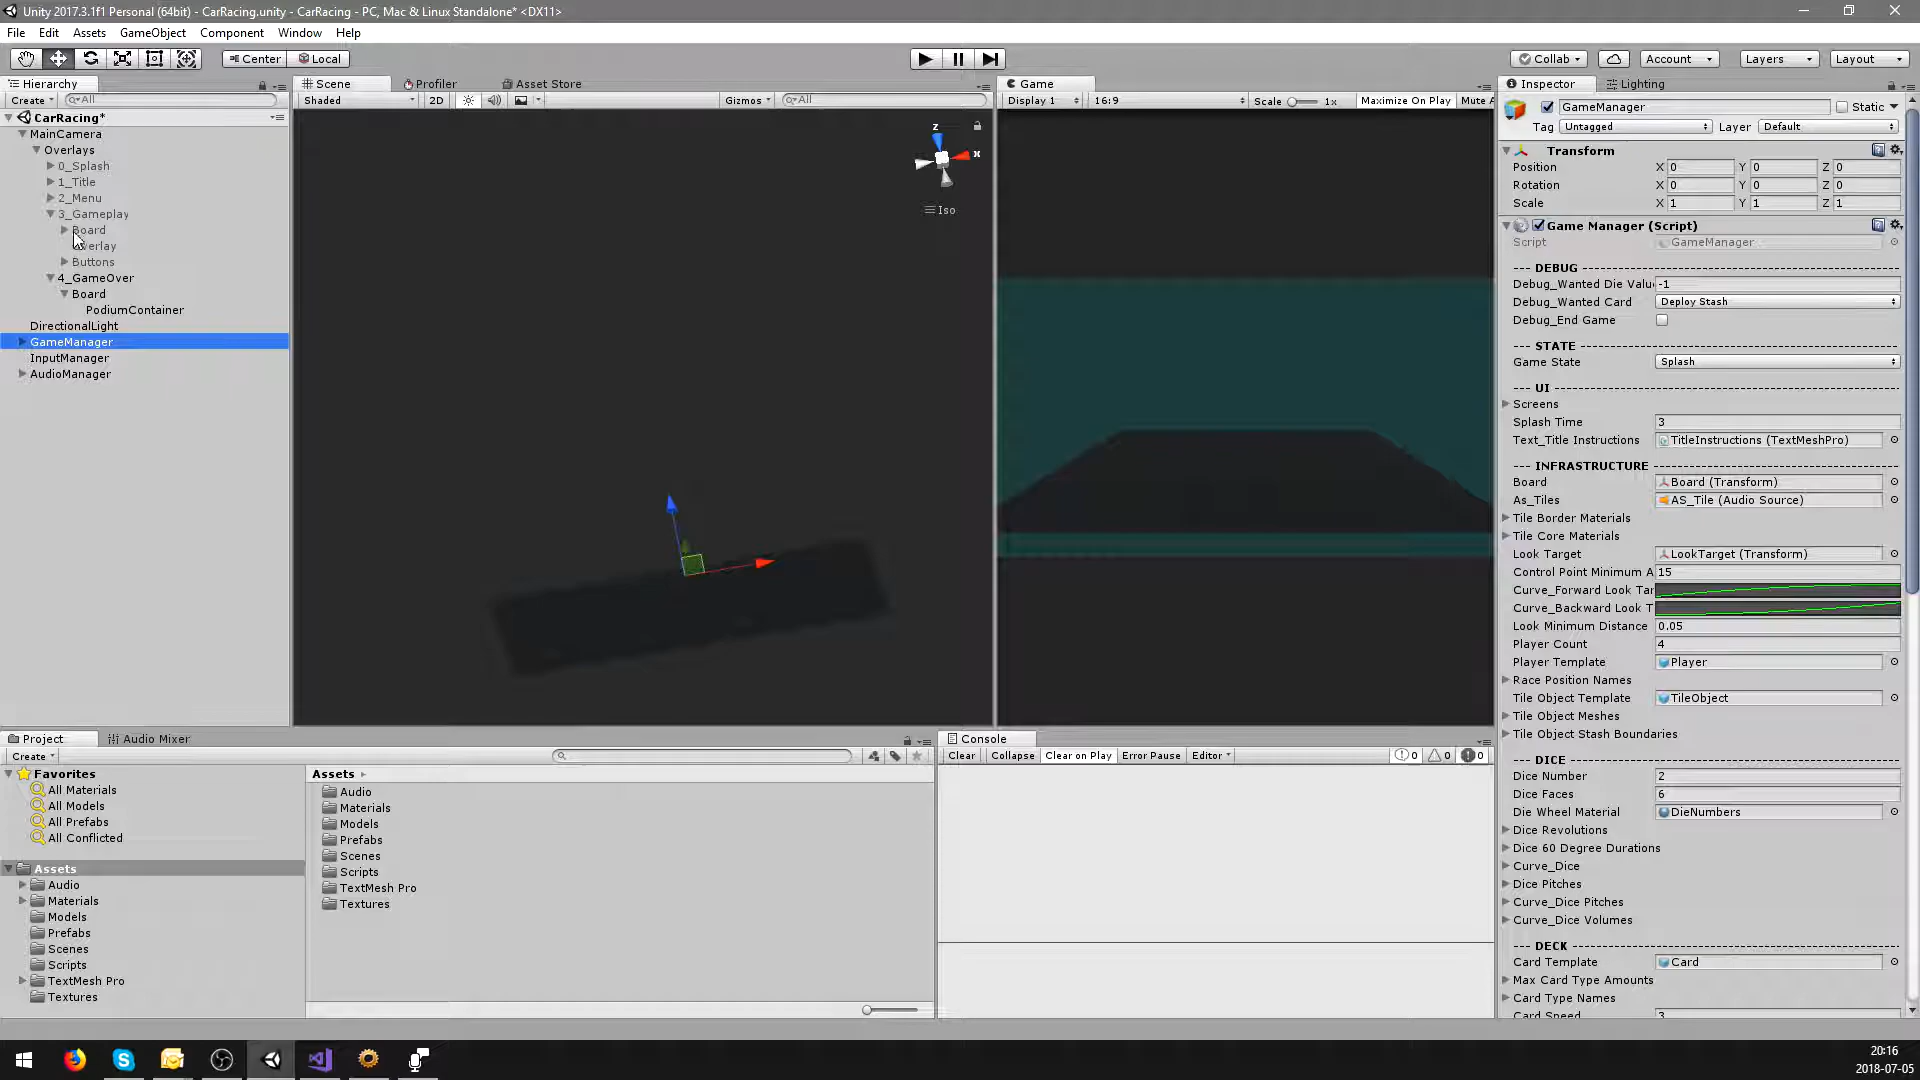 Unity 2017.3.1f1 Personal (64bit) - CarRacing.unity - CarRacing - PC, Mac & Linux Standalone* <DX11>
File Edit Assets GameObject Component Window Help
Center Local Collab Account Layers Layout
Hierarchy
Create All
CarRacing*
MainCamera
Overlays
0_Splash
1_Title
2_Menu
3_Gameplay
Board
verlay
Buttons
4_GameOver
Board
PodiumContainer
DirectionalLight
GameManager
InputManager
AudioManager
Scene Profiler Asset Store
Shaded 2D Gizmos All
z
x
Iso
Game
Display 1 16:9 Scale 1x Maximize On Play Mute A
Inspector Lighting
GameManager Static
Tag Untagged Layer Default
Transform
Position X 0 Y 0 Z 0
Rotation X 0 Y 0 Z 0
Scale X 1 Y 1 Z 1
Game Manager (Script)
Script GameManager
--- DEBUG
Debug_Wanted Die Valu -1
Debug_Wanted Card Deploy Stash
Debug_End Game
--- STATE
Game State Splash
--- UI
Screens
Splash Time 3
Text_Title Instructions TitleInstructions (TextMeshPro)
--- INFRASTRUCTURE
Board Board (Transform)
As_Tiles AS_Tile (Audio Source)
Tile Border Materials
Tile Core Materials
Look Target LookTarget (Transform)
Control Point Minimum A 15
Curve_Forward Look Tar
Curve_Backward Look T
Look Minimum Distance 0.05
Player Count 4
Player Template Player
Race Position Names
Tile Object Template TileObject
Tile Object Meshes
Tile Object Stash Boundaries
--- DICE
Dice Number 2
Dice Faces 6
Die Wheel Material DieNumbers
Dice Revolutions
Dice 60 Degree Durations
Curve_Dice
Dice Pitches
Curve_Dice Pitches
Curve_Dice Volumes
--- DECK
Card Template Card
Max Card Type Amounts
Card Type Names
Card Speed 3
Project Audio Mixer
Create
Favorites
All Materials
All Models
All Prefabs
All Conflicted
Assets
Audio
Materials
Models
Prefabs
Scenes
Scripts
TextMesh Pro
Textures
Assets
Audio
Materials
Models
Prefabs
Scenes
Scripts
TextMesh Pro
Textures
Console
Clear Collapse Clear on Play Error Pause Editor 0 0 0
20:16
2018-07-05